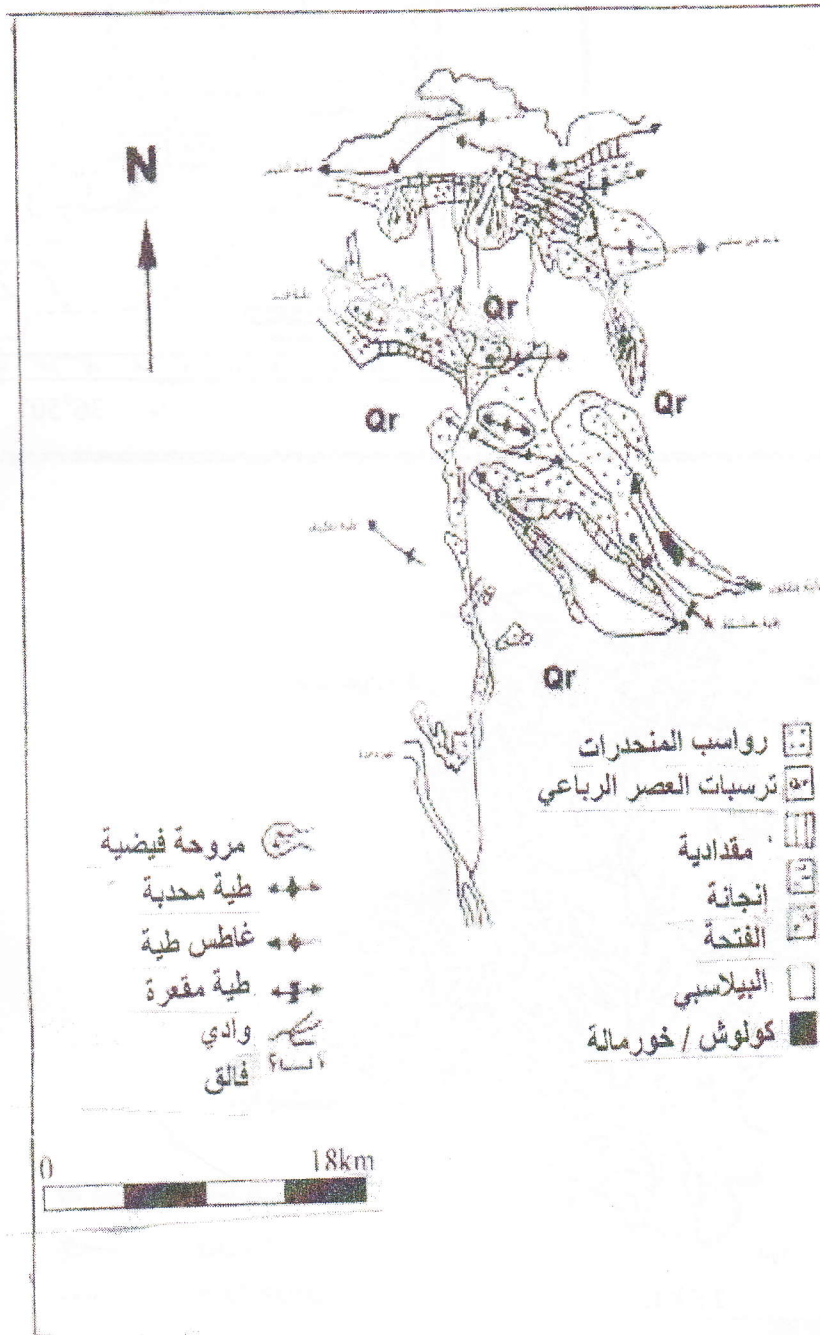 N
Qr
Qr
Qr
Qr
رواسب المنحدرات
ترسبات العصر الرباعي
Qr
مقدادية
انجانة
الفتحة
البيلاسبي
كولوش / خورمالة
مروحة فيضية
طية محدبة
غاطس طية
طية مقعرة
وادي
فالق
0
18km